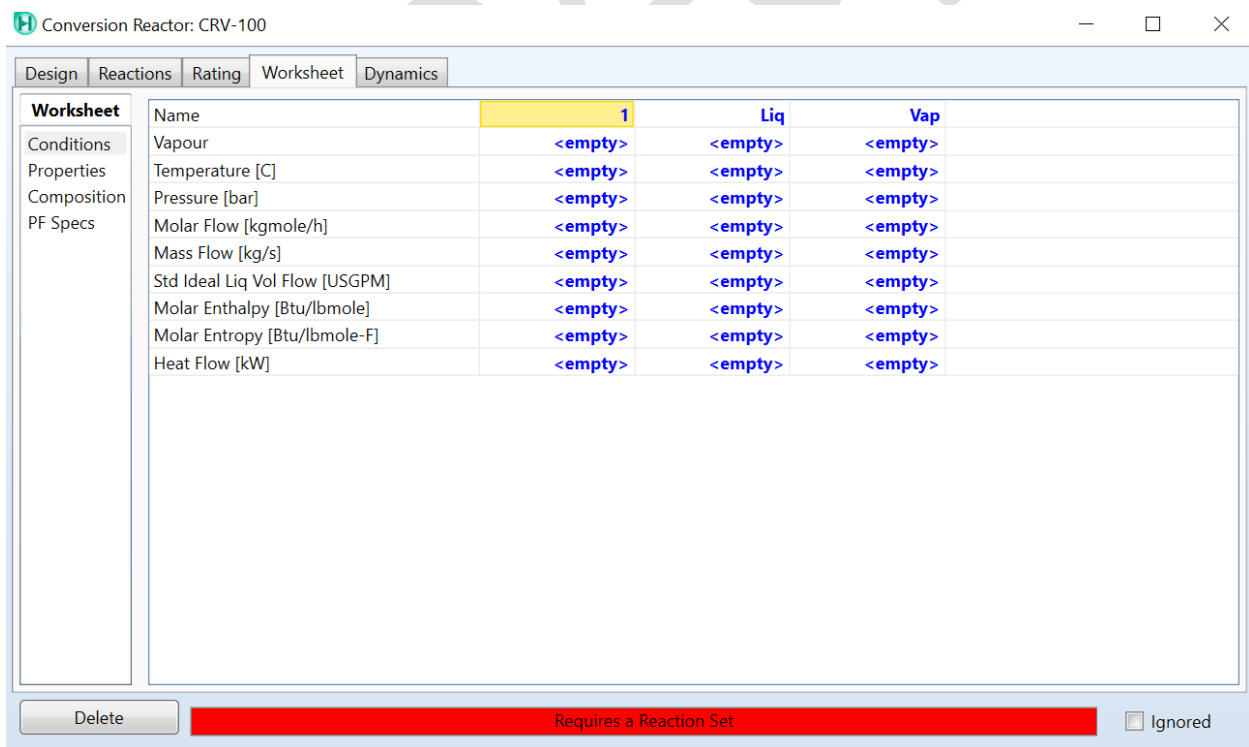 Conversion Reactor: CRV-100
Design Reactions Rating Worksheet Dynamics
Worksheet
Conditions
Properties
Composition
PF Specs
Name 1 Liq Vap
Vapour <empty> <empty> <empty>
Temperature [C] <empty> <empty> <empty>
Pressure [bar] <empty> <empty> <empty>
Molar Flow [kgmole/h] <empty> <empty> <empty>
Mass Flow [kg/s] <empty> <empty> <empty>
Std Ideal Liq Vol Flow [USGPM] <empty> <empty> <empty>
Molar Enthalpy [Btu/lbmole] <empty> <empty> <empty>
Molar Entropy [Btu/lbmole-F] <empty> <empty> <empty>
Heat Flow [kW] <empty> <empty> <empty>
Delete Requires a Reaction Set Ignored